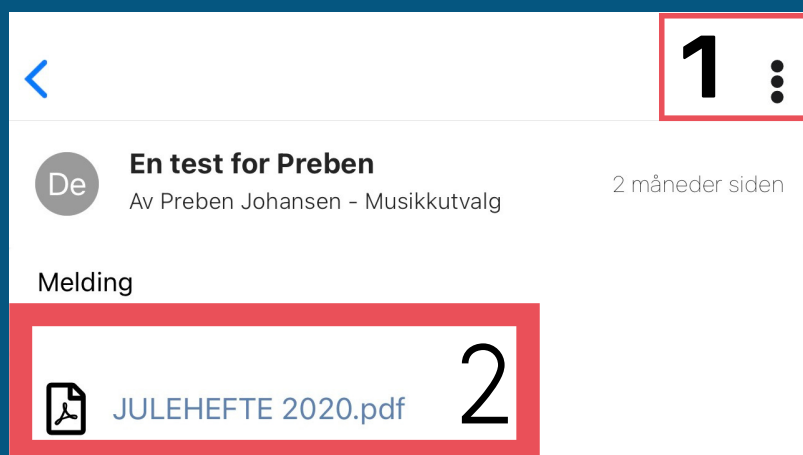 1
De
En test for Preben
Av Preben Johansen - Musikkutvalg
2 måneder siden
Melding
2
JULEHEFTE 2020.pdf